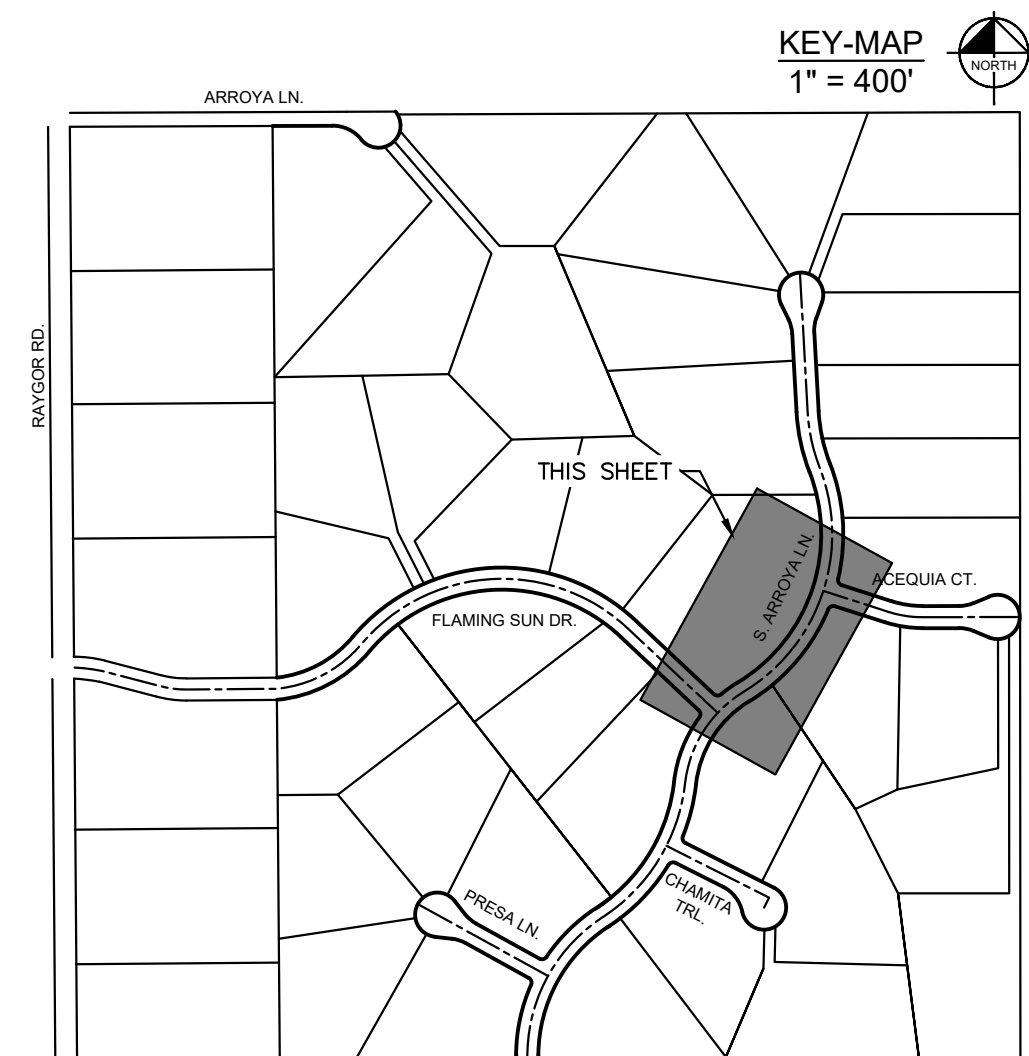 KEY-MAP
1" = 400'
NORTH
ARROYA LN.
RAYGOR RD.
THIS SHEET
S. ARROYA LN.
ACEQUIA CT.
FLAMING SUN DR.
CHAMITA
TRL.
PRESA LN.